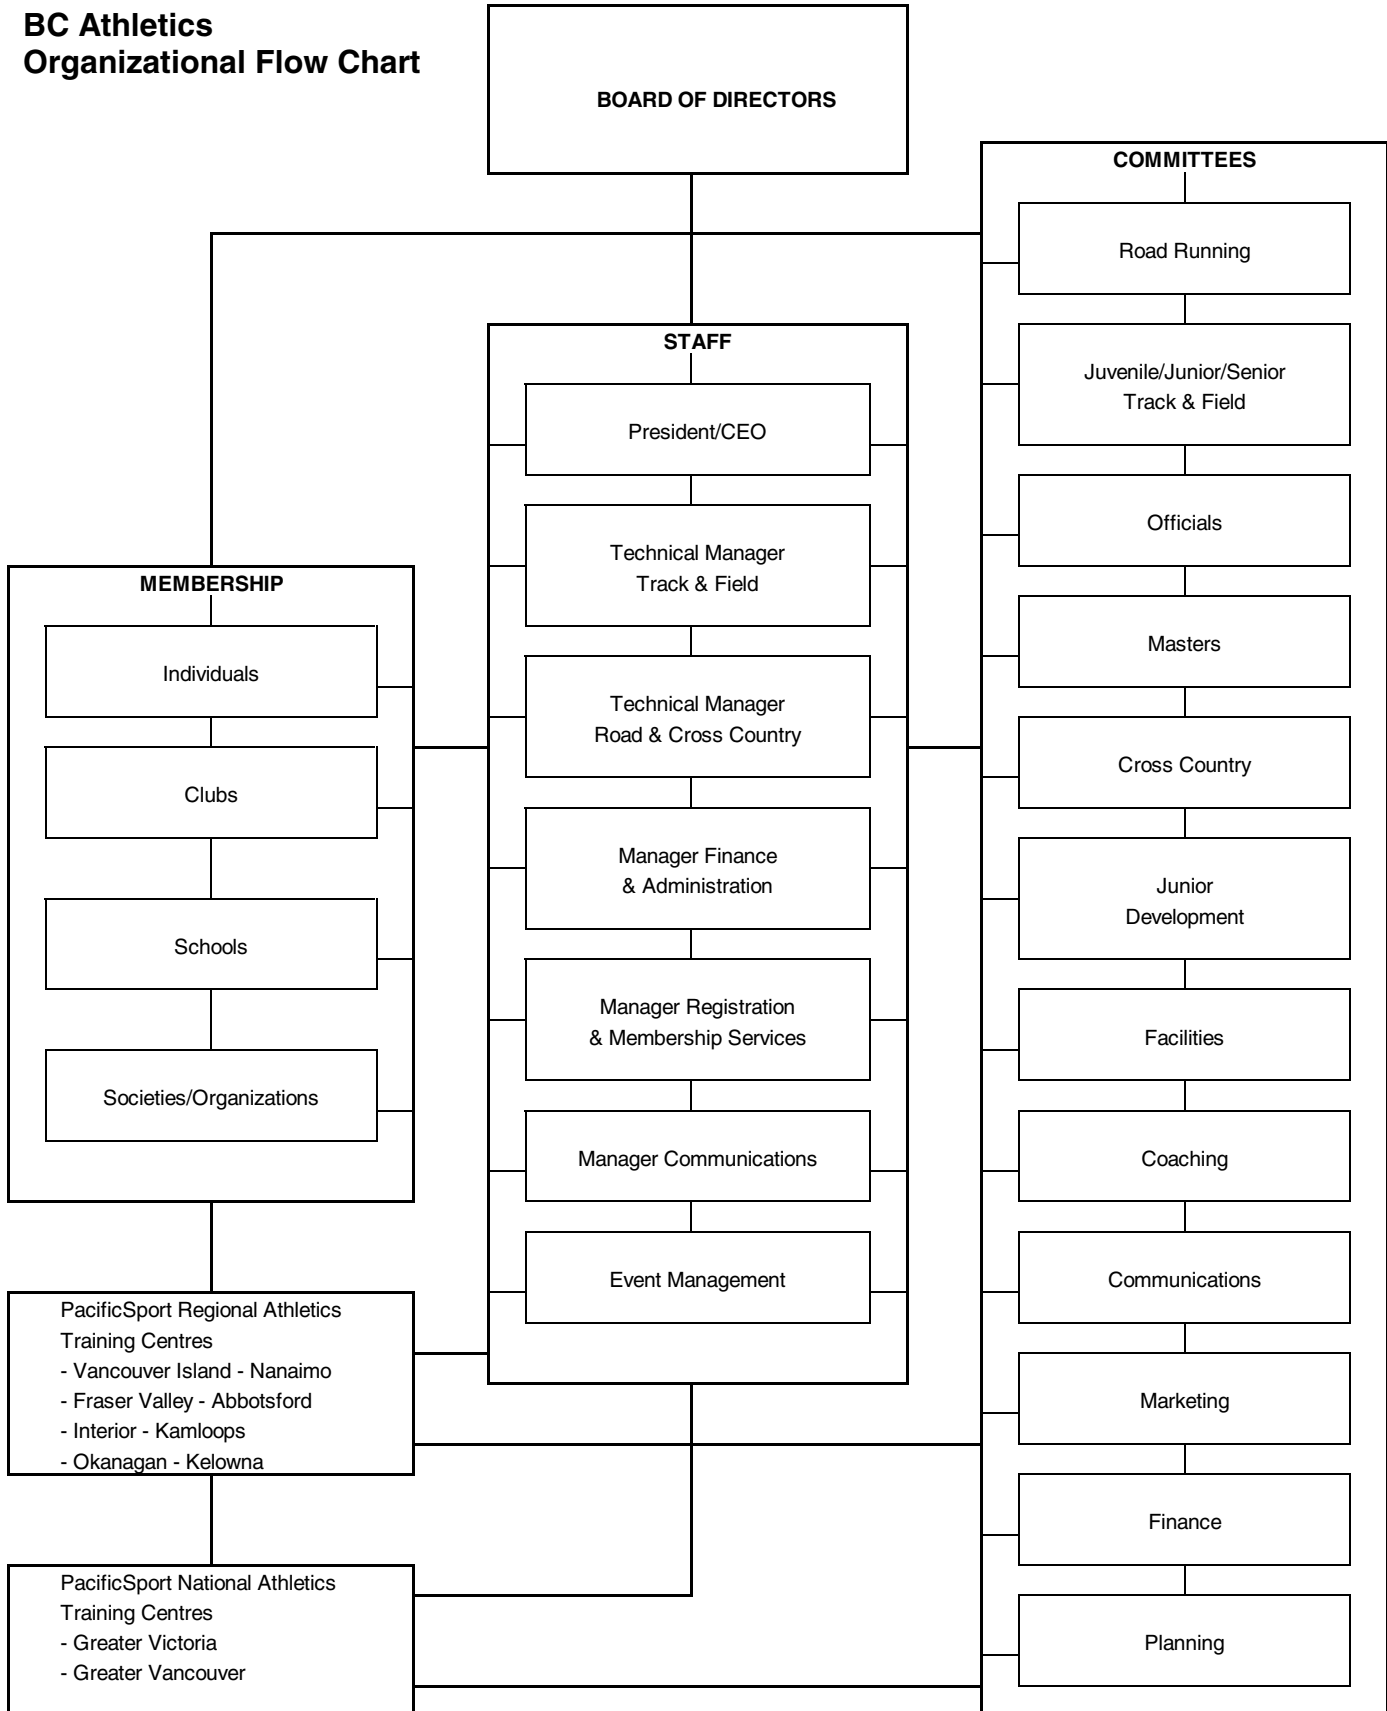 BC Athletics
Organizational Flow Chart
BOARD OF DIRECTORS
COMMITTEES
Road Running
Juvenile/Junior/Senior
Track & Field
Officials
Masters
Cross Country
Junior
Development
Facilities
Coaching
Communications
Marketing
Finance
Planning
STAFF
President/CEO
Technical Manager
Track & Field
Technical Manager
Road & Cross Country
Manager Finance
& Administration
Manager Registration
& Membership Services
Manager Communications
Event Management
MEMBERSHIP
Individuals
Clubs
Schools
Societies/Organizations
PacificSport Regional Athletics
Training Centres
- Vancouver Island - Nanaimo
- Fraser Valley - Abbotsford
- Interior - Kamloops
- Okanagan - Kelowna
PacificSport National Athletics
Training Centres
- Greater Victoria
- Greater Vancouver